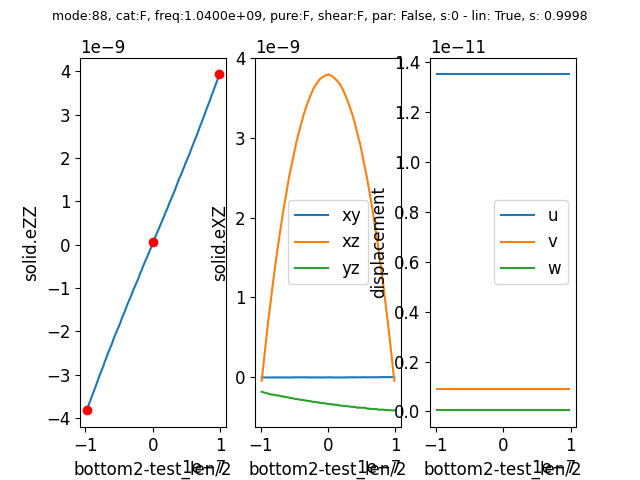 mode:88, cat:F, freq:1.0400e+09, pure:F, shear:F, par: False, s:0 - lin: True, s: 0.9998
1e−9
4
3
2
1
0
−1
−2
−3
−4
solid.eZZ
−1
0
1
1e−7
bottom2-test_len/2
1e−9
4
3
2
1
0
solid.eXZ
xy
xz
yz
−1
0
1
1e−7
bottom2-test_len/2
1e−11
1.4
1.2
1.0
0.8
0.6
0.4
0.2
0.0
displacement
u
v
w
−1
0
1
1e−7
bottom2-test_len/2